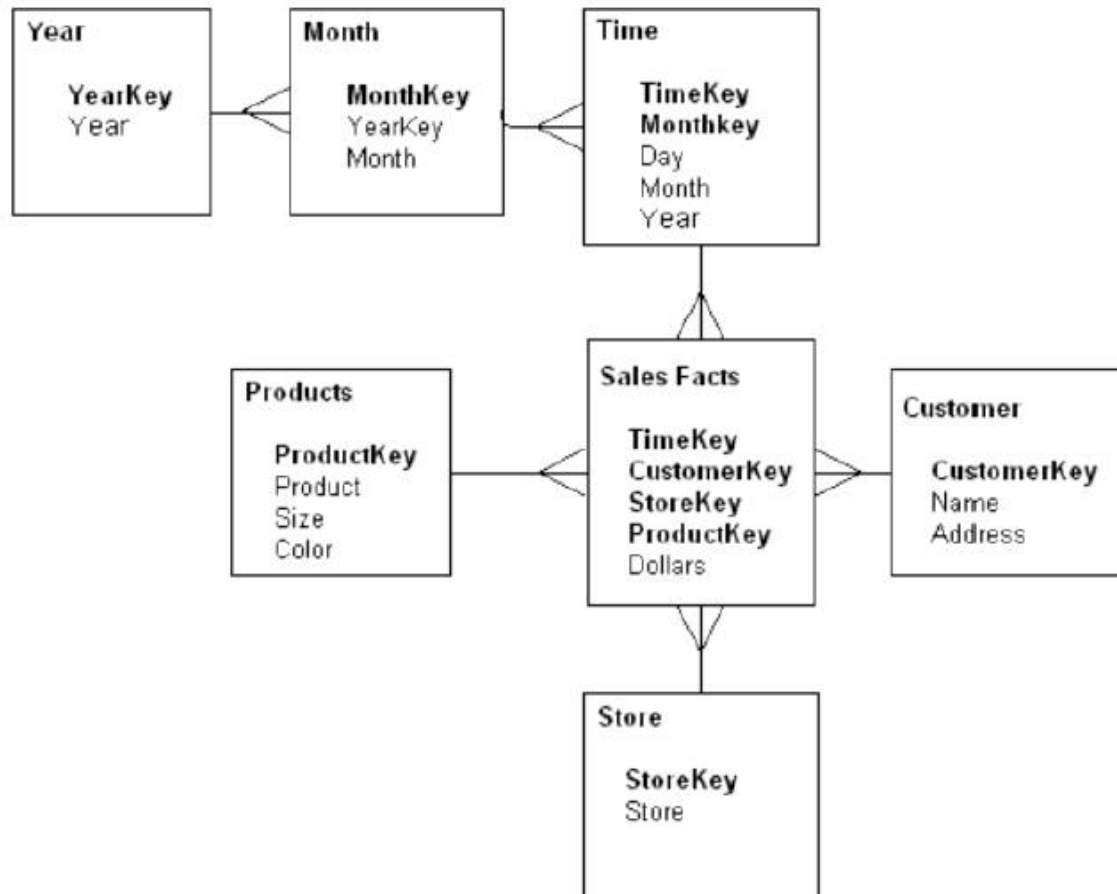 Year
YearKey
Year
Month
MonthKey
YearKey
Month
Time
TimeKey
Monthkey
Day
Month
Year
Products
ProductKey
Product
Size
Color
Sales Facts
TimeKey
CustomerKey
StoreKey
ProductKey
Dollars
Customer
CustomerKey
Name
Address
Store
StoreKey
Store